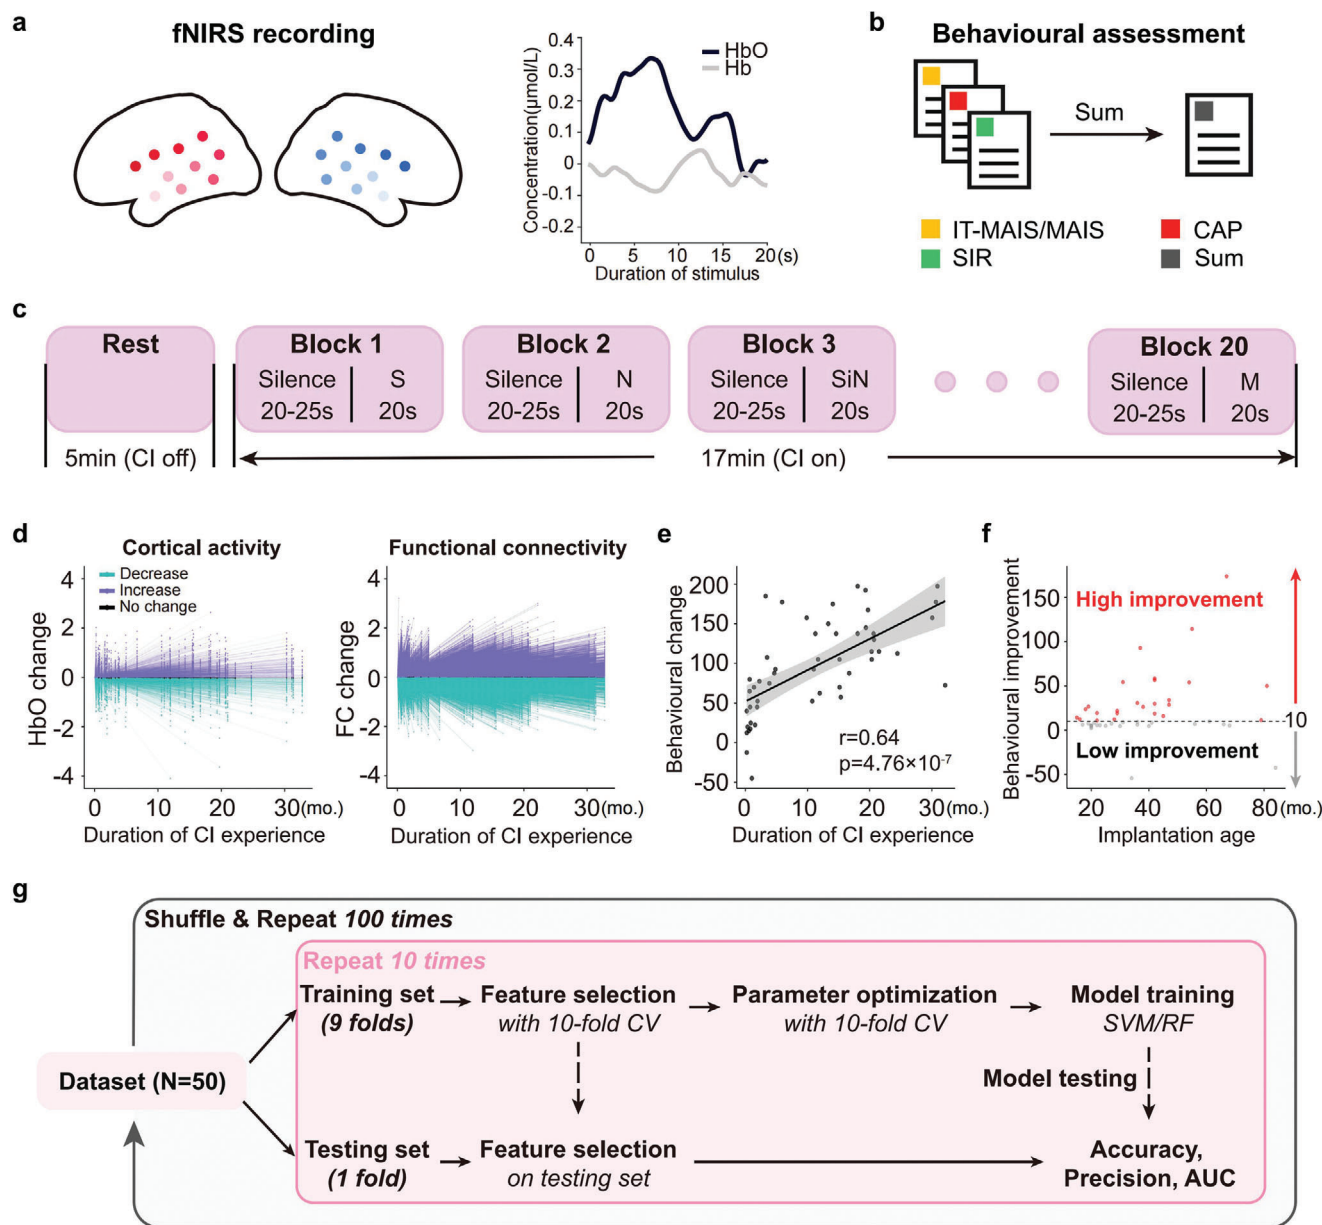 a
fNIRS recording
Concentration(μmol/L)
0.4
0.3
0.2
0.1
0
-0.1
-0.2
HbO
Hb
0 5 10 15 20(s)
Duration of stimulus
b
Behavioural assessment
Sum
IT-MAIS/MAIS
CAP
SIR
Sum
c
Rest
5min (CI off)
Block 1
Silence S
20-25s 20s
Block 2
Silence N
20-25s 20s
Block 3
Silence SiN
20-25s 20s
Block 20
Silence M
20-25s 20s
17min (CI on)
d
Cortical activity
HbO change
4
2
0
-2
-4
Decrease
Increase
No change
0 10 20 30(mo.)
Duration of CI experience
Functional connectivity
FC change
4
2
0
-2
-4
0 10 20 30(mo.)
Duration of CI experience
e
Behavioural change
200
150
100
50
0
-50
r=0.64
p=4.76×10⁻⁷
0 10 20 30(mo.)
Duration of CI experience
f
Behavioural improvement
150
100
50
0
-50
High improvement
10
Low improvement
20 40 60 80(mo.)
Implantation age
g
Shuffle & Repeat 100 times
Repeat 10 times
Dataset (N=50)
Training set
(9 folds)
Feature selection
with 10-fold CV
Parameter optimization
with 10-fold CV
Model training
SVM/RF
Model testing
Testing set
(1 fold)
Feature selection
on testing set
Accuracy,
Precision, AUC